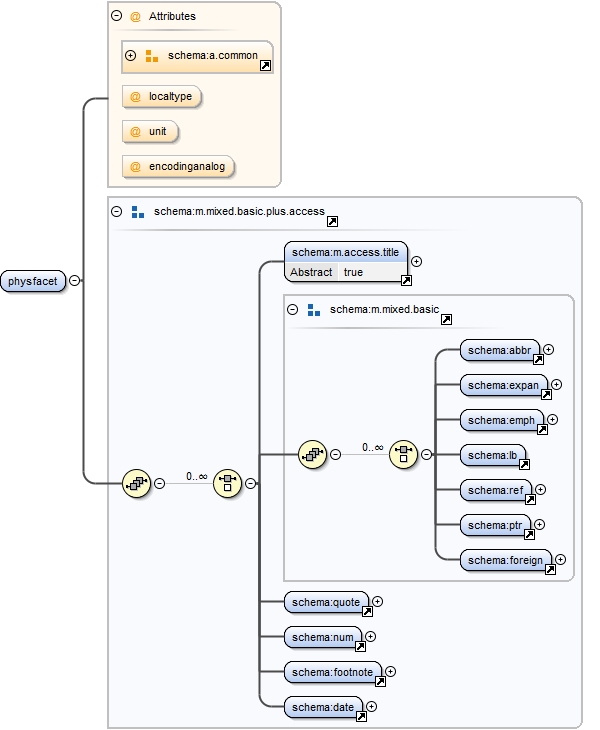 Attributes
schema:a.common
localtype
unit
encodinganalog
physfacet
schema:m.mixed.basic.plus.access
schema:m.access.title
Abstract true
schema:m.mixed.basic
schema:abbr
schema:expan
schema:emph
schema:lb
schema:ref
schema:ptr
schema:foreign
0..∞
0..∞
schema:quote
schema:num
schema:footnote
schema:date